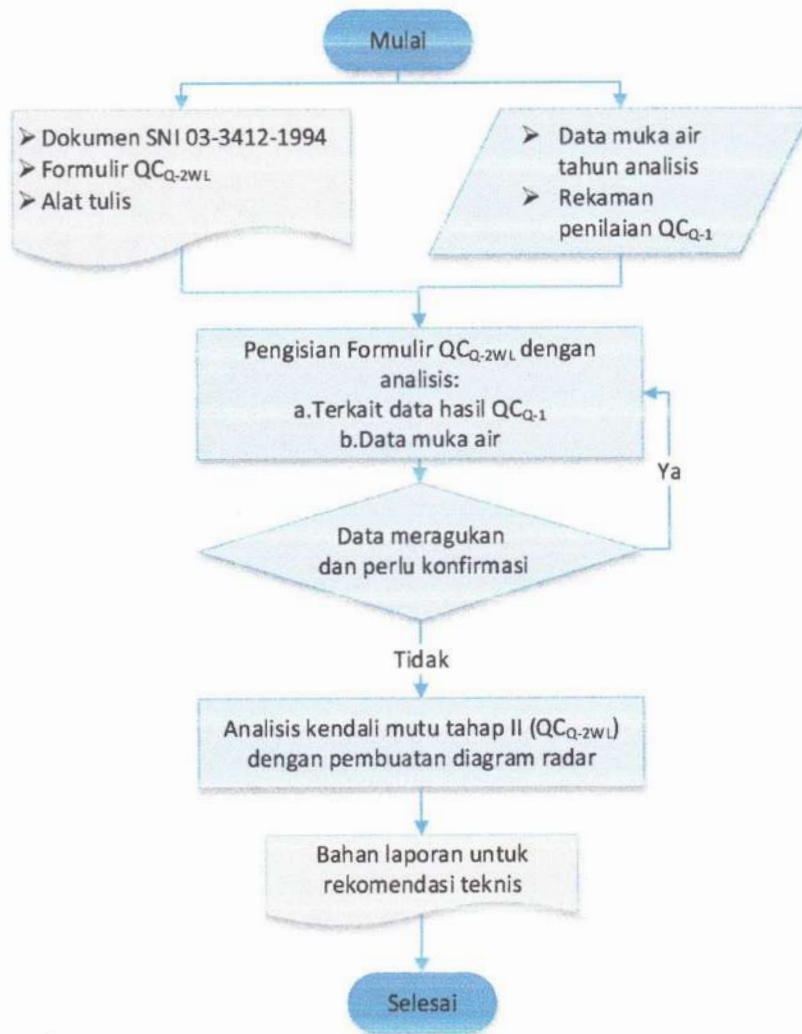 Mulai
➤ Dokumen SNI 03-3412-1994
➤ Formulir QCQ-2WL
➤ Alat tulis
➤ Data muka air
tahun analisis
➤ Rekaman
penilaian QCQ-1
Pengisian Formulir QCQ-2WL dengan
analisis:
a.Terkait data hasil QCQ-1
b.Data muka air
Ya
Data meragukan
dan perlu konfirmasi
Tidak
Analisis kendali mutu tahap II (QCQ-2WL)
dengan pembuatan diagram radar
Bahan laporan untuk
rekomendasi teknis
Selesai